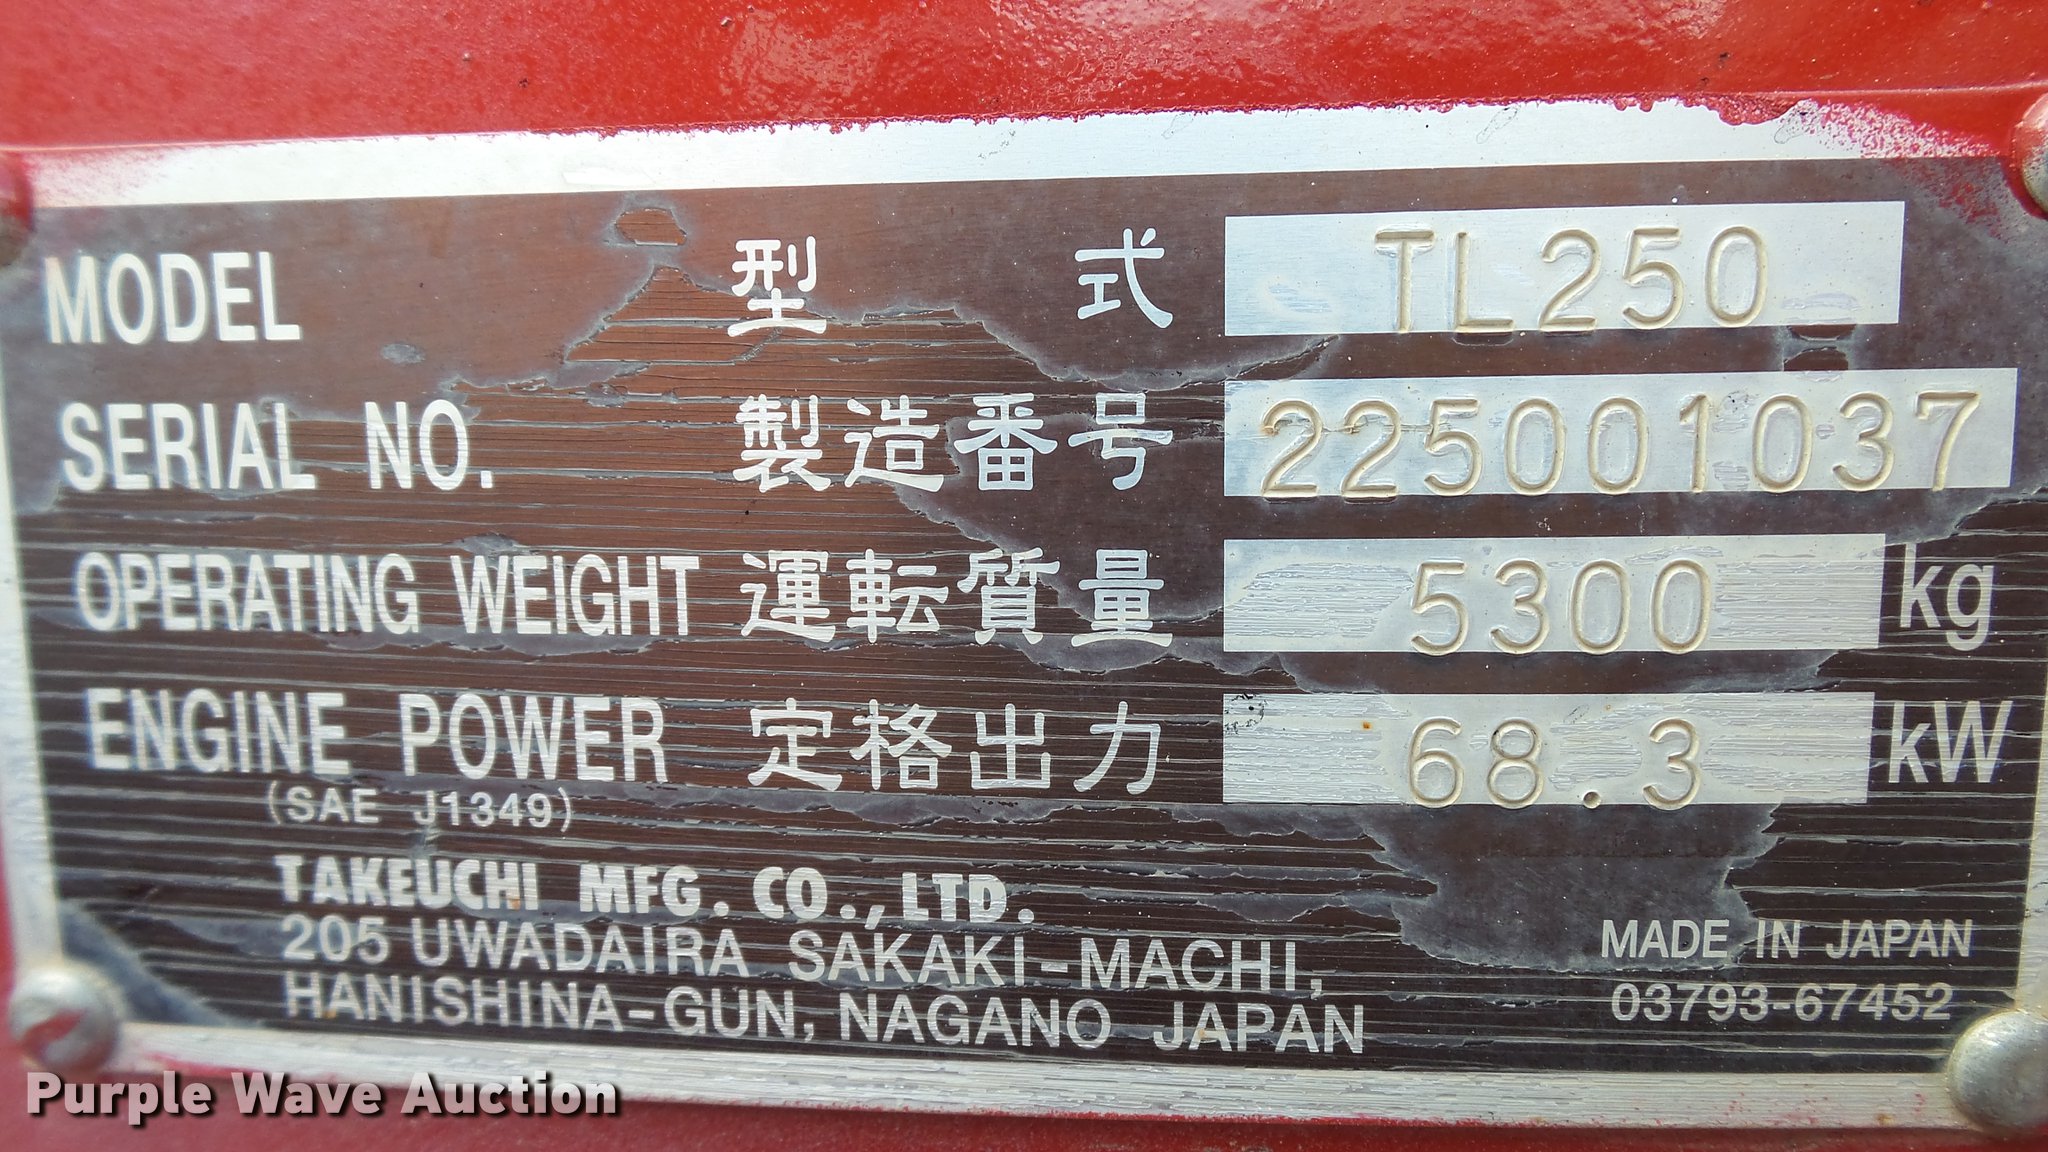 MODEL 型式 TL250
SERIAL NO. 製造番号 225001037
OPERATING WEIGHT 運転質量 5300 kg
ENGINE POWER 定格出力 68.3 kW
(SAE J1349)
TAKEUCHI MFG. CO., LTD.
205 UWADAIRA SAKAKI-MACHI,
HANISHINA-GUN, NAGANO JAPAN
MADE IN JAPAN
03793-67452
Purple Wave Auction